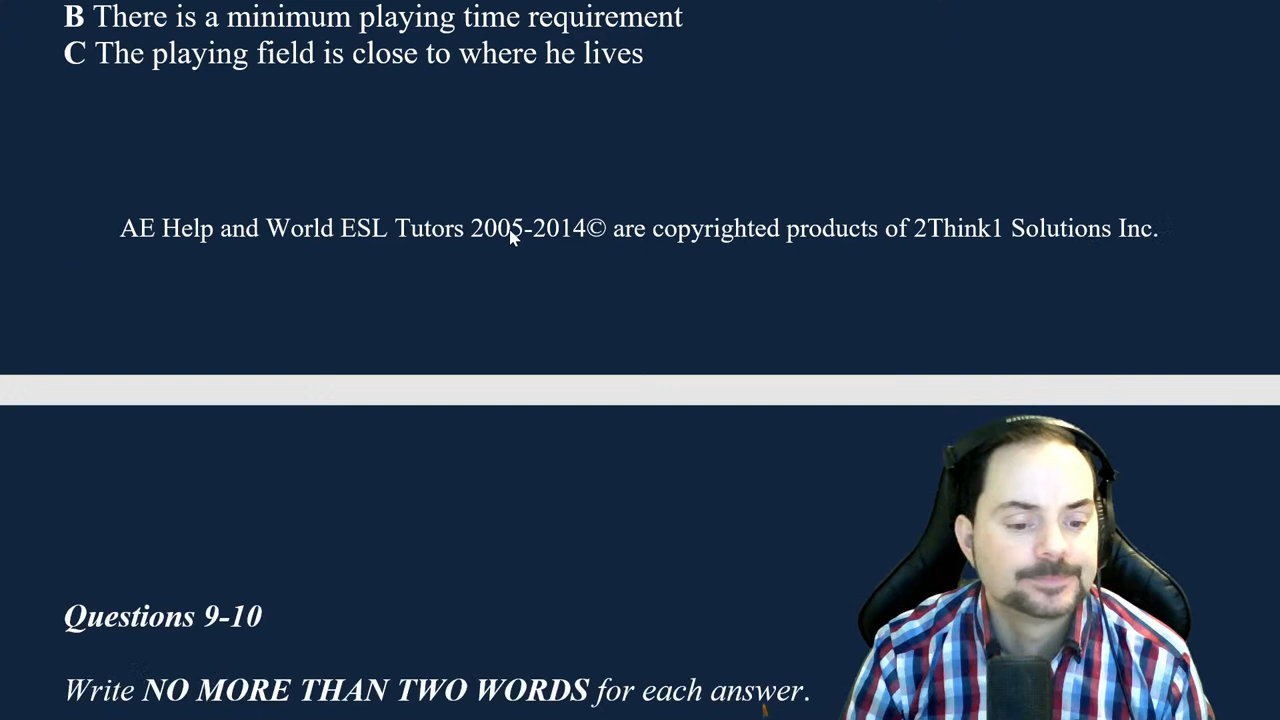 B There is a minimum playing time requirement
C The playing field is close to where he lives
AE Help and World ESL Tutors 2005-2014© are copyrighted products of 2Think1 Solutions Inc.
Questions 9-10
Write NO MORE THAN TWO WORDS for each answer.